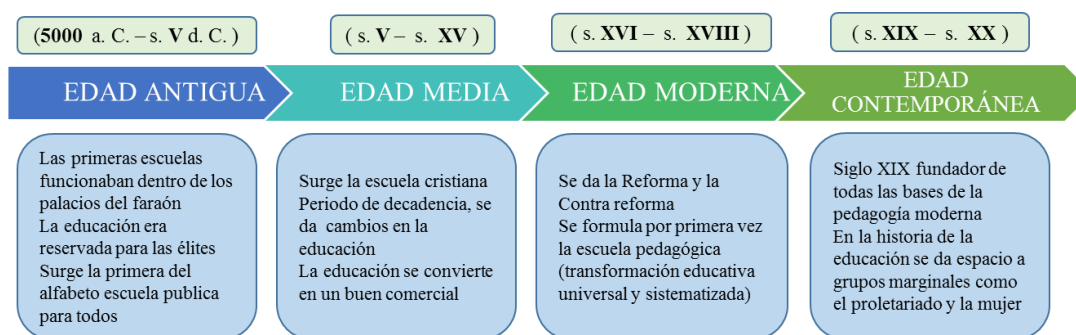 (5000 a. C. – s. V d. C. )
( s. V – s. XV )
( s. XVI – s. XVIII )
( s. XIX – s. XX )
EDAD ANTIGUA
EDAD MEDIA
EDAD MODERNA
EDAD
CONTEMPORÁNEA
Las primeras escuelas
funcionaban dentro de los
palacios del faraón
La educación era
reservada para las élites
Surge la primera del
alfabeto escuela publica
para todos
Surge la escuela cristiana
Periodo de decadencia, se
da cambios en la
educación
La educación se convierte
en un buen comercial
Se da la Reforma y la
Contra reforma
Se formula por primera vez
la escuela pedagógica
(transformación educativa
universal y sistematizada)
Siglo XIX fundador de
todas las bases de la
pedagogía moderna
En la historia de la
educación se da espacio a
grupos marginales como
el proletariado y la mujer